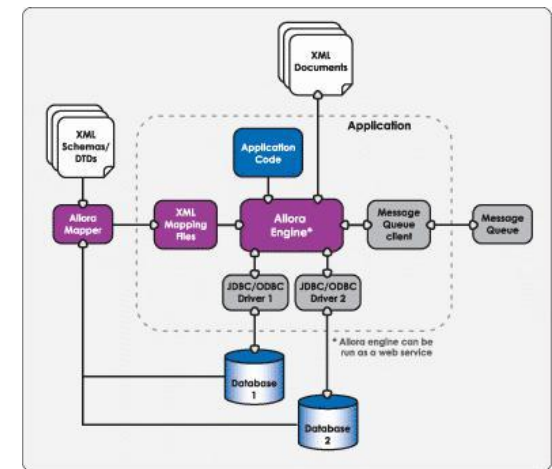 XML
Documents
XML
Schemas/
DTDs
Application
Application
Code
Allora
Mapper
XML
Mapping
Files
Allora
Engine*
Message
Queue
client
Message
Queue
JDBC/ODBC
Driver 1
JDBC/ODBC
Driver 2
* Allora engine can be
run as a web service
Database
1
Database
2